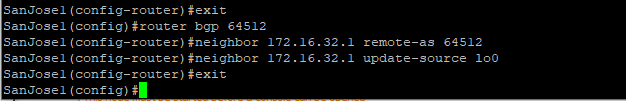 SanJose1(config-router)#exit
SanJose1(config)#router bgp 64512
SanJose1(config-router)#neighbor 172.16.32.1 remote-as 64512
SanJose1(config-router)#neighbor 172.16.32.1 update-source lo0
SanJose1(config-router)#exit
SanJose1(config)#